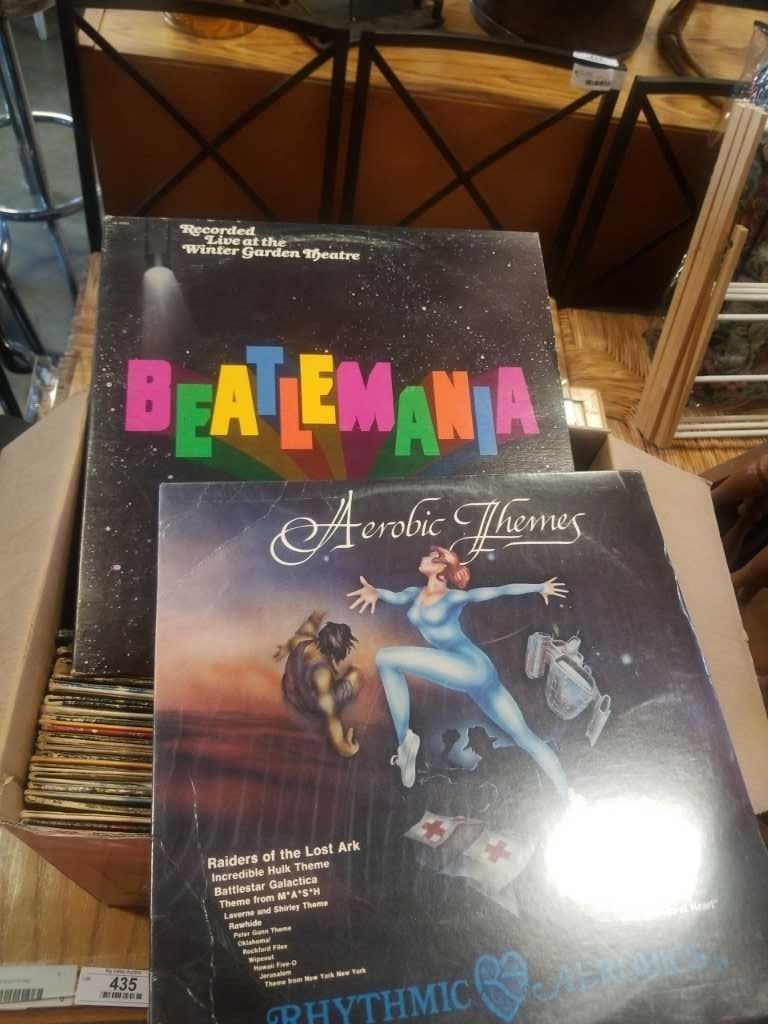 Recorded
Live at the
Winter Garden Theatre
BEATLEMANIA
Aerobic Themes
Raiders of the Lost Ark
Incredible Hulk Theme
Battlestar Galactica
Theme from M*A*S*H
Laverne and Shirley Theme
Rawhide
Peter Gunn Theme
Oklahoma!
Rockford Files
Wipeout
Hawaii Five-O
Jerusalem
Theme from New York New York
Heart"
RHYTHMIC
435